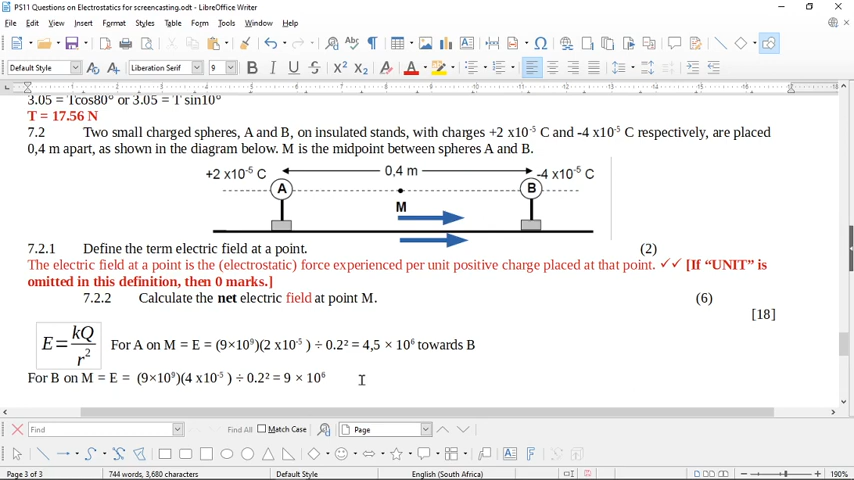 PS11 Questions on Electrostatics for screencasting.odt - LibreOffice Writer
File Edit View Insert Format Styles Table Form Tools Window Help
Default Style Liberation Serif 9
3.05 = Tcos80° or 3.05 = T sin10°
T = 17.56 N
7.2 Two small charged spheres, A and B, on insulated stands, with charges +2 x10⁻⁵ C and -4 x10⁻⁵ C respectively, are placed
0,4 m apart, as shown in the diagram below. M is the midpoint between spheres A and B.
+2 x10⁻⁵ C 0,4 m -4 x10⁻⁵ C
A B
M
7.2.1 Define the term electric field at a point. (2)
The electric field at a point is the (electrostatic) force experienced per unit positive charge placed at that point. ✓✓ [If “UNIT” is
omitted in this definition, then 0 marks.]
7.2.2 Calculate the net electric field at point M. (6)
[18]
E = kQ / r² For A on M = E = (9×10⁹)(2 x10⁻⁵ ) ÷ 0.2² = 4,5 × 10⁶ towards B
For B on M = E = (9×10⁹)(4 x10⁻⁵ ) ÷ 0.2² = 9 × 10⁶
Find Find All Match Case Page
Page 3 of 3 744 words, 3,680 characters Default Style English (South Africa) 190%